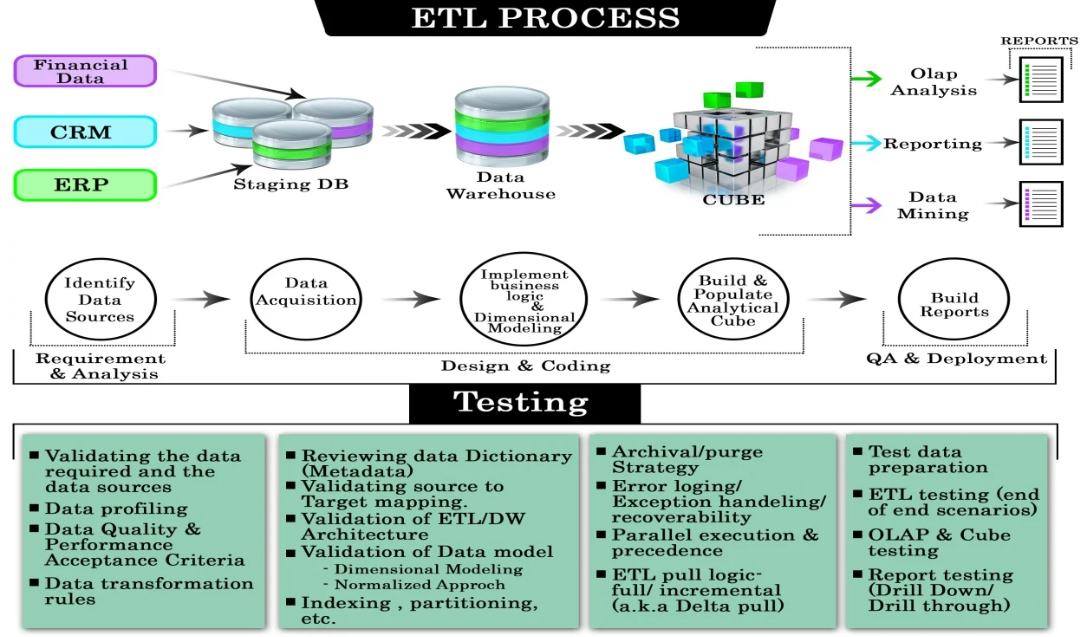 ETL PROCESS
REPORTS
Financial
Data
CRM
ERP
Staging DB
Data
Warehouse
CUBE
Olap
Analysis
Reporting
Data
Mining
Identify
Data
Sources
Data
Acquisition
Implement
business
logic
&
Dimensional
Modeling
Build &
Populate
Analytical
Cube
Build
Reports
Requirement
& Analysis
Design & Coding
QA & Deployment
Testing
■ Validating the data
required and the
data sources
■ Data profiling
■ Data Quality &
Performance
Acceptance Criteria
■ Data transformation
rules
■ Reviewing data Dictionary
(Metadata)
■ Validating source to
Target mapping.
■ Validation of ETL/DW
Architecture
■ Validation of Data model
- Dimensional Modeling
- Normalized Approch
■ Indexing , partitioning,
etc.
■ Archival/purge
Strategy
■ Error loging/
Exception handeling/
recoverability
■ Parallel execution &
precedence
■ ETL pull logic-
full/ incremental
(a.k.a Delta pull)
■ Test data
preparation
■ ETL testing (end
of end scenarios)
■ OLAP & Cube
testing
■ Report testing
(Drill Down/
Drill through)